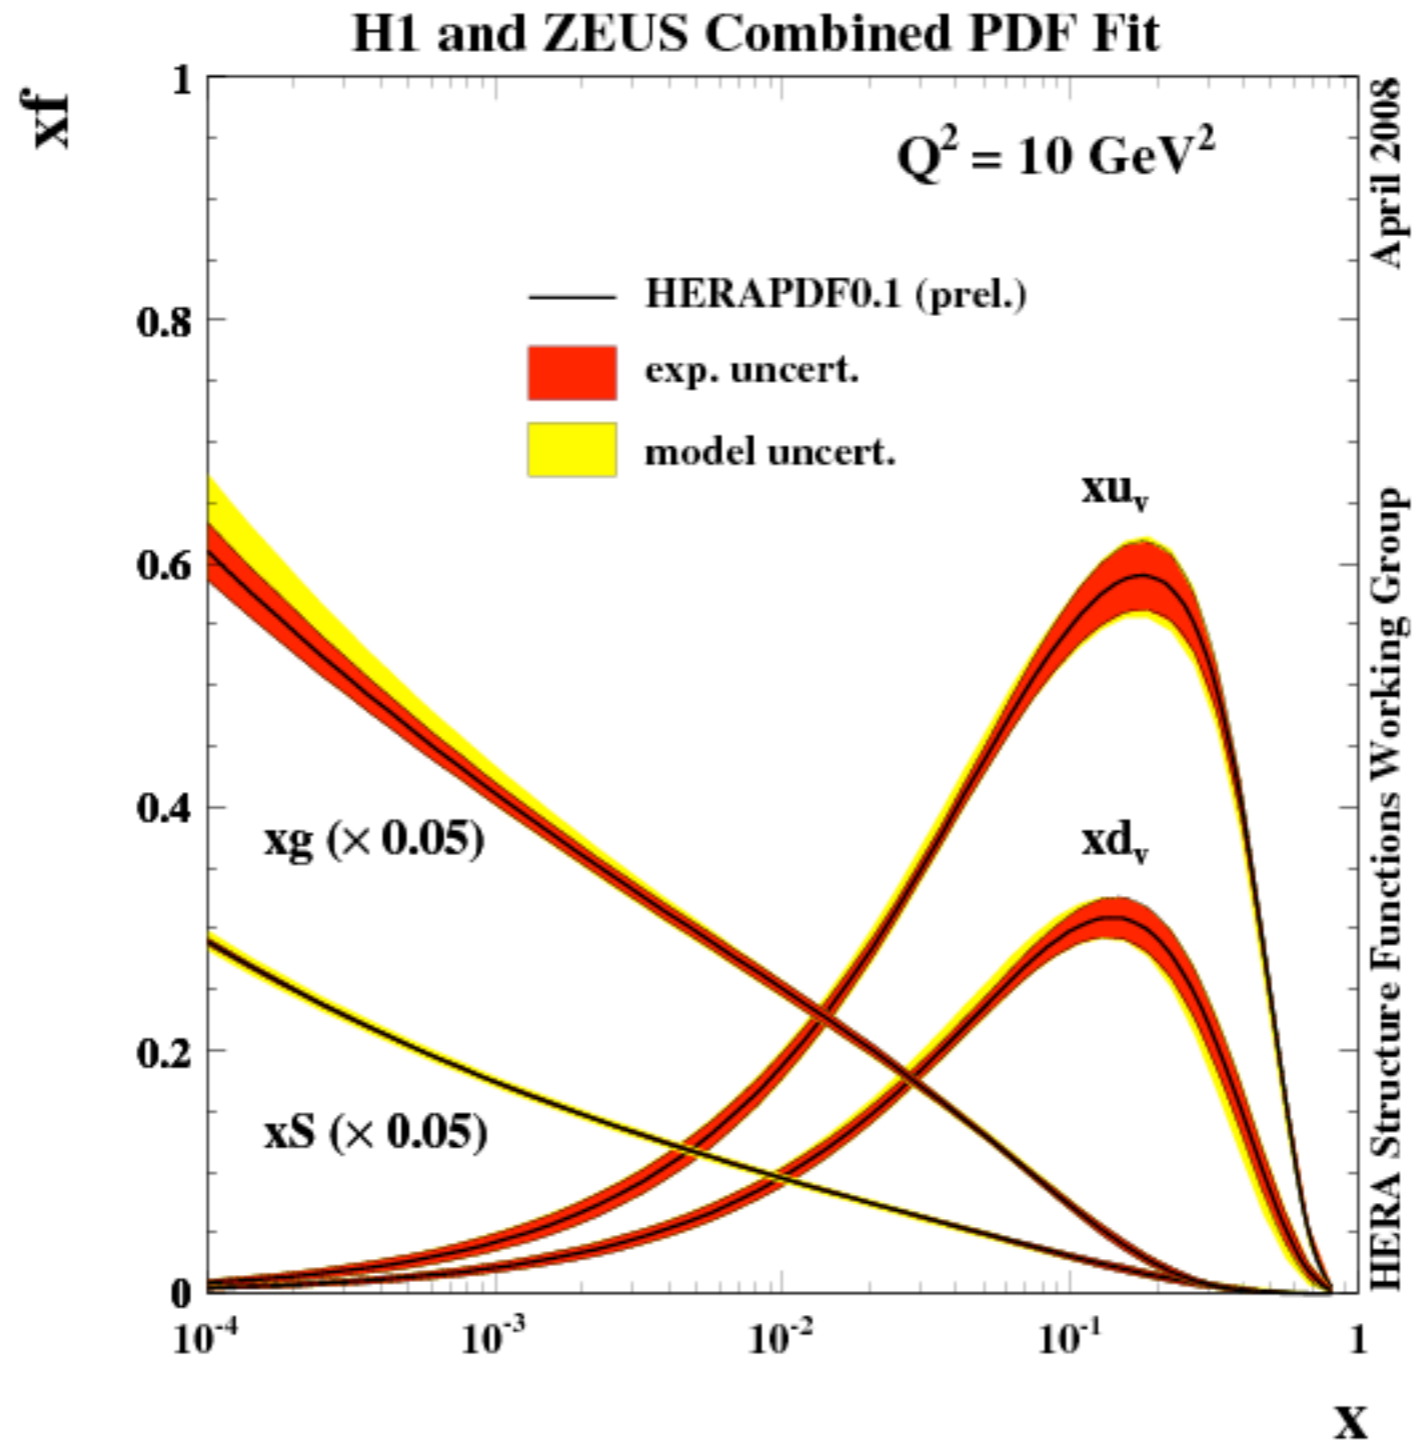 H1 and ZEUS Combined PDF Fit
xf
1
0.8
0.6
0.4
0.2
0
Q² = 10 GeV²
HERAPDF0.1 (prel.)
exp. uncert.
model uncert.
xuᵥ
xdᵥ
xg (× 0.05)
xS (× 0.05)
10⁻⁴ 10⁻³ 10⁻² 10⁻¹ 1
x
HERA Structure Functions Working Group April 2008